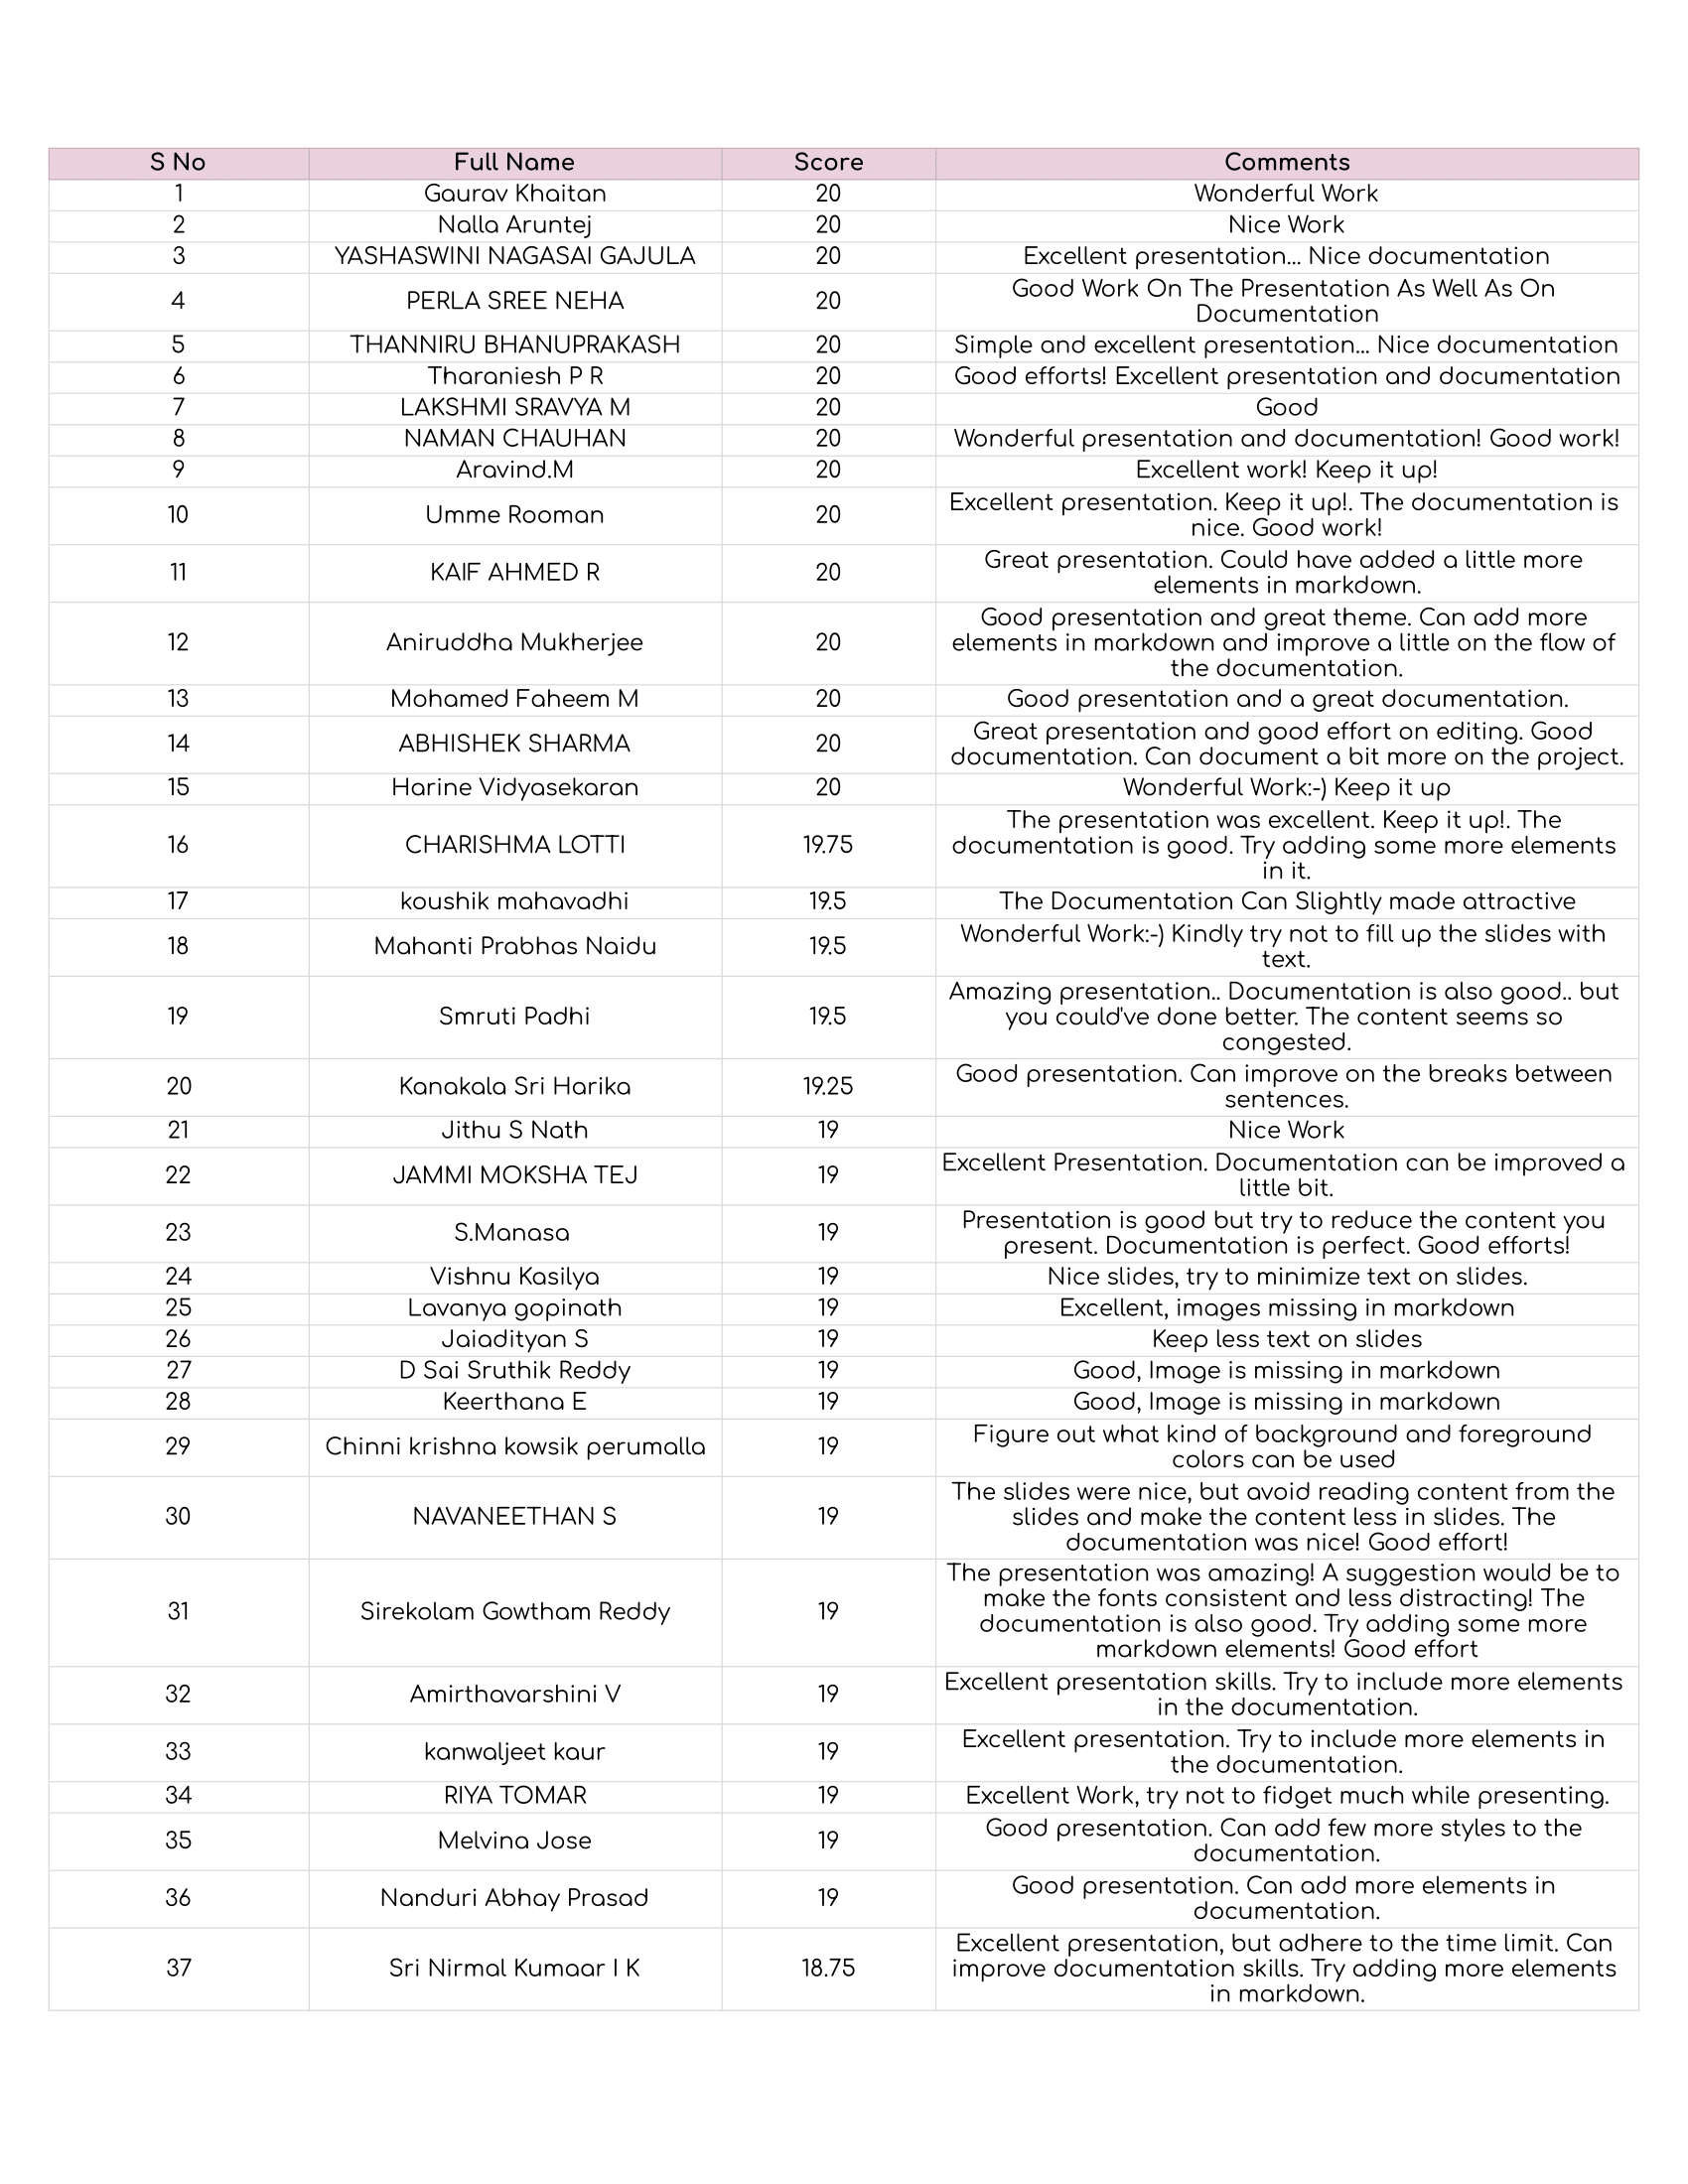 S No Full Name Score Comments
1 Gaurav Khaitan 20 Wonderful Work
2 Nalla Aruntej 20 Nice Work
3 YASHASWINI NAGASAI GAJULA 20 Excellent presentation... Nice documentation
4 PERLA SREE NEHA 20 Good Work On The Presentation As Well As On
Documentation
5 THANNIRU BHANUPRAKASH 20 Simple and excellent presentation... Nice documentation
6 Tharaniesh P R 20 Good efforts! Excellent presentation and documentation
7 LAKSHMI SRAVYA M 20 Good
8 NAMAN CHAUHAN 20 Wonderful presentation and documentation! Good work!
9 Aravind.M 20 Excellent work! Keep it up!
10 Umme Rooman 20 Excellent presentation. Keep it up!. The documentation is
nice. Good work!
11 KAIF AHMED R 20 Great presentation. Could have added a little more
elements in markdown.
12 Aniruddha Mukherjee 20 Good presentation and great theme. Can add more
elements in markdown and improve a little on the flow of
the documentation.
13 Mohamed Faheem M 20 Good presentation and a great documentation.
14 ABHISHEK SHARMA 20 Great presentation and good effort on editing. Good
documentation. Can document a bit more on the project.
15 Harine Vidyasekaran 20 Wonderful Work:-) Keep it up
16 CHARISHMA LOTTI 19.75 The presentation was excellent. Keep it up!. The
documentation is good. Try adding some more elements
in it.
17 koushik mahavadhi 19.5 The Documentation Can Slightly made attractive
18 Mahanti Prabhas Naidu 19.5 Wonderful Work:-) Kindly try not to fill up the slides with
text.
19 Smruti Padhi 19.5 Amazing presentation.. Documentation is also good.. but
you could've done better. The content seems so
congested.
20 Kanakala Sri Harika 19.25 Good presentation. Can improve on the breaks between
sentences.
21 Jithu S Nath 19 Nice Work
22 JAMMI MOKSHA TEJ 19 Excellent Presentation. Documentation can be improved a
little bit.
23 S.Manasa 19 Presentation is good but try to reduce the content you
present. Documentation is perfect. Good efforts!
24 Vishnu Kasilya 19 Nice slides, try to minimize text on slides.
25 Lavanya gopinath 19 Excellent, images missing in markdown
26 Jaiadityan S 19 Keep less text on slides
27 D Sai Sruthik Reddy 19 Good, Image is missing in markdown
28 Keerthana E 19 Good, Image is missing in markdown
29 Chinni krishna kowsik perumalla 19 Figure out what kind of background and foreground
colors can be used
30 NAVANEETHAN S 19 The slides were nice, but avoid reading content from the
slides and make the content less in slides. The
documentation was nice! Good effort!
31 Sirekolam Gowtham Reddy 19 The presentation was amazing! A suggestion would be to
make the fonts consistent and less distracting! The
documentation is also good. Try adding some more
markdown elements! Good effort
32 Amirthavarshini V 19 Excellent presentation skills. Try to include more elements
in the documentation.
33 kanwaljeet kaur 19 Excellent presentation. Try to include more elements in
the documentation.
34 RIYA TOMAR 19 Excellent Work, try not to fidget much while presenting.
35 Melvina Jose 19 Good presentation. Can add few more styles to the
documentation.
36 Nanduri Abhay Prasad 19 Good presentation. Can add more elements in
documentation.
37 Sri Nirmal Kumaar I K 18.75 Excellent presentation, but adhere to the time limit. Can
improve documentation skills. Try adding more elements
in markdown.